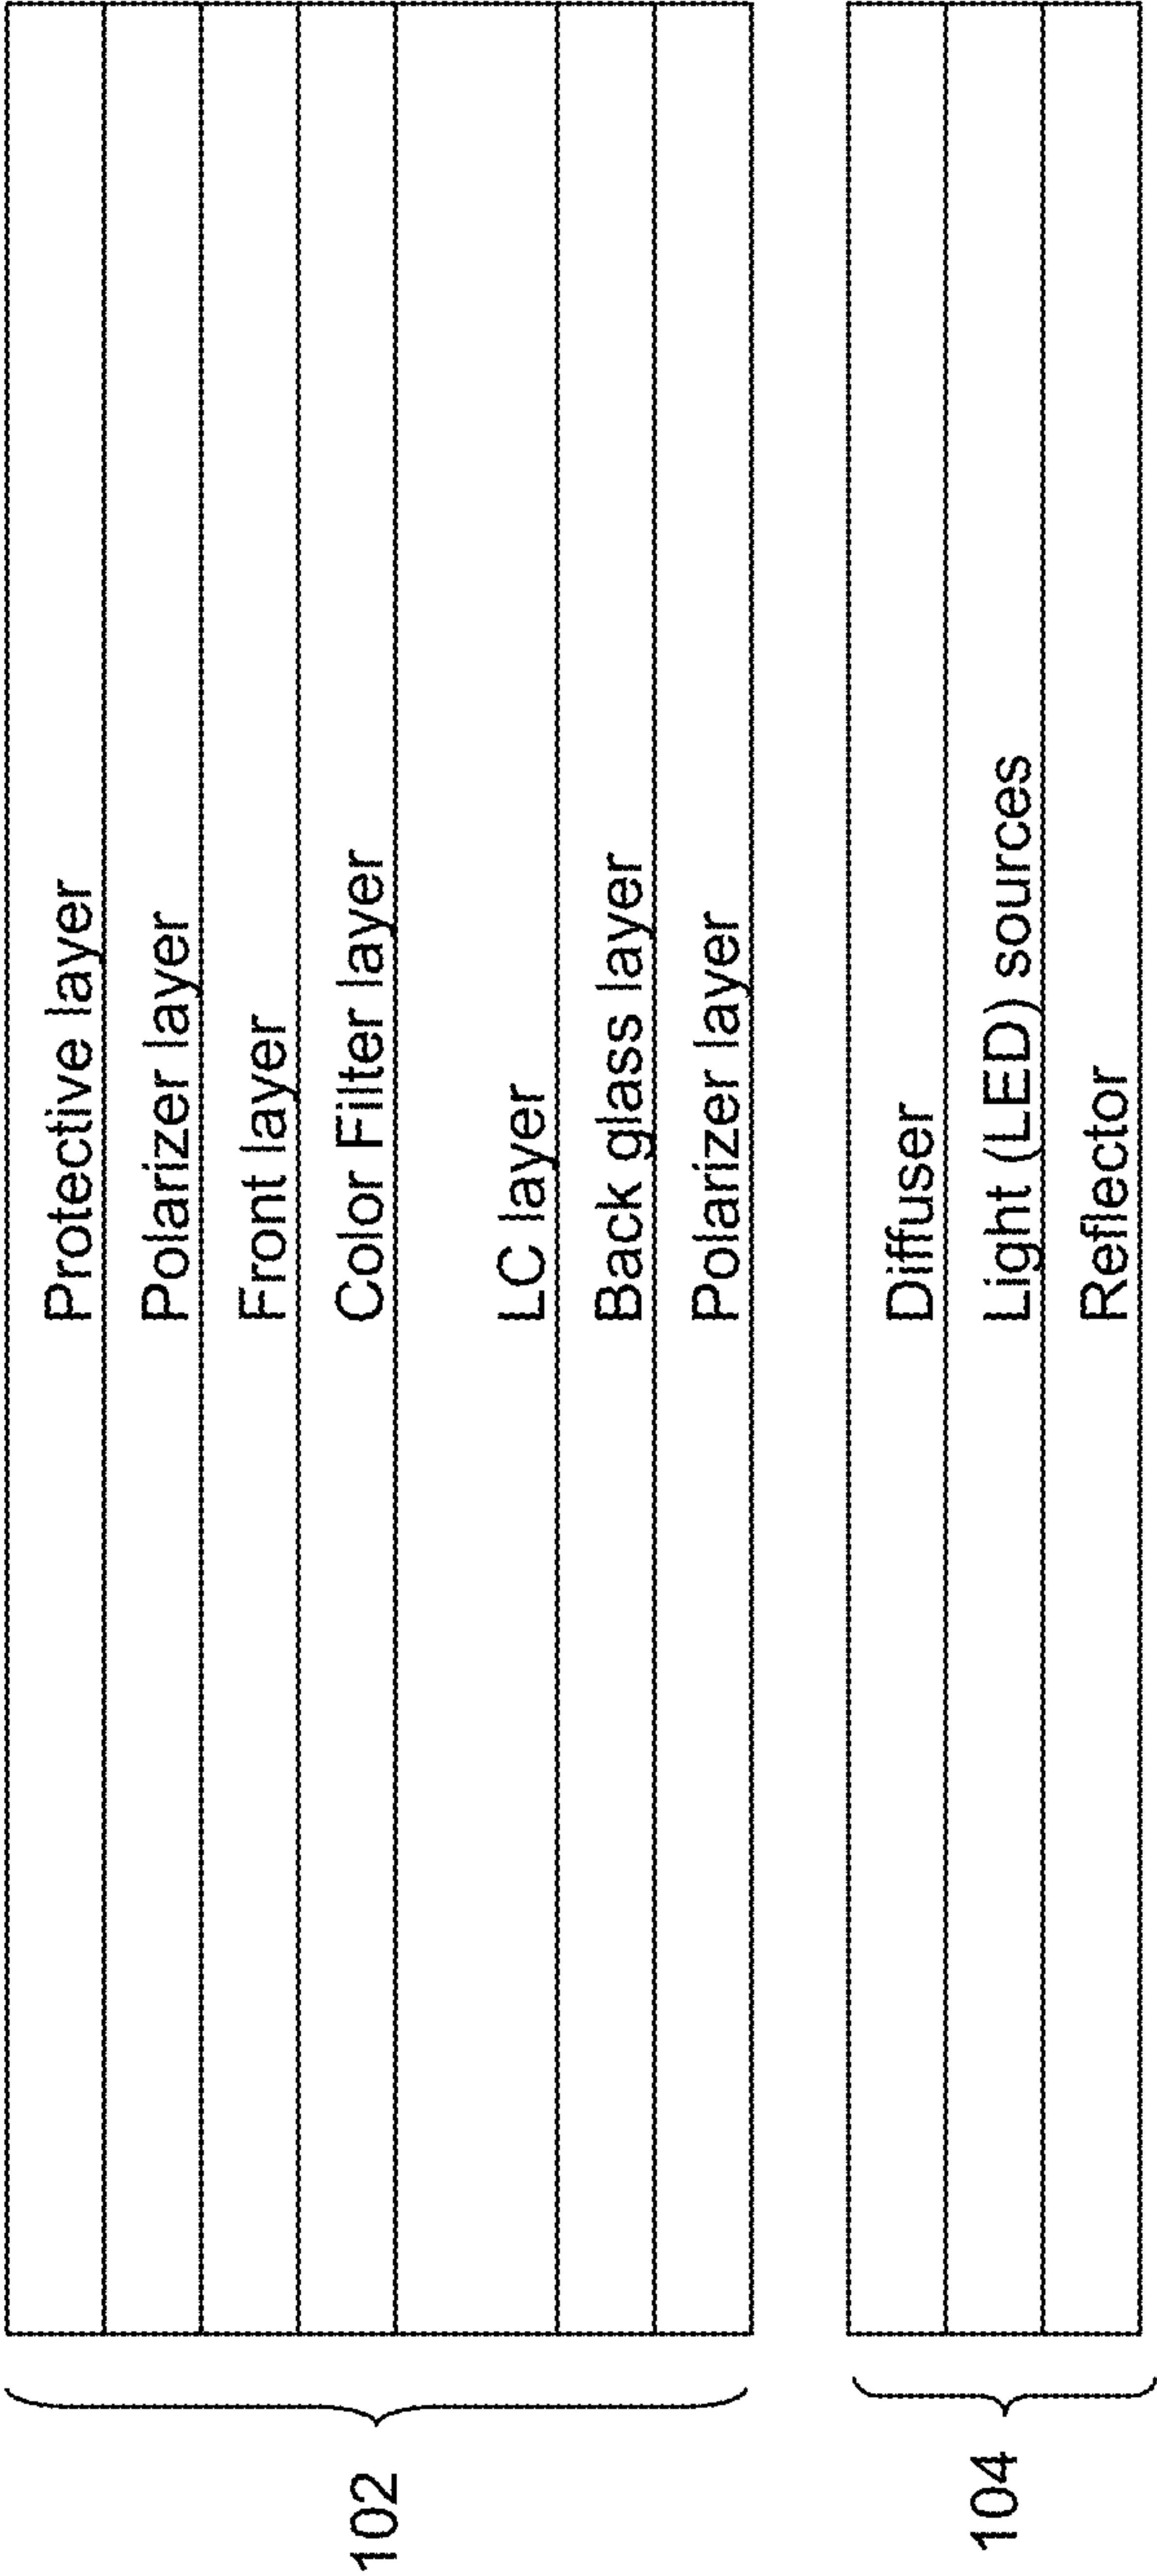 Protective layer
Polarizer layer
Front layer
Color Filter layer
LC layer
Back glass layer
Polarizer layer
102
Diffuser
Light (LED) sources
Reflector
104